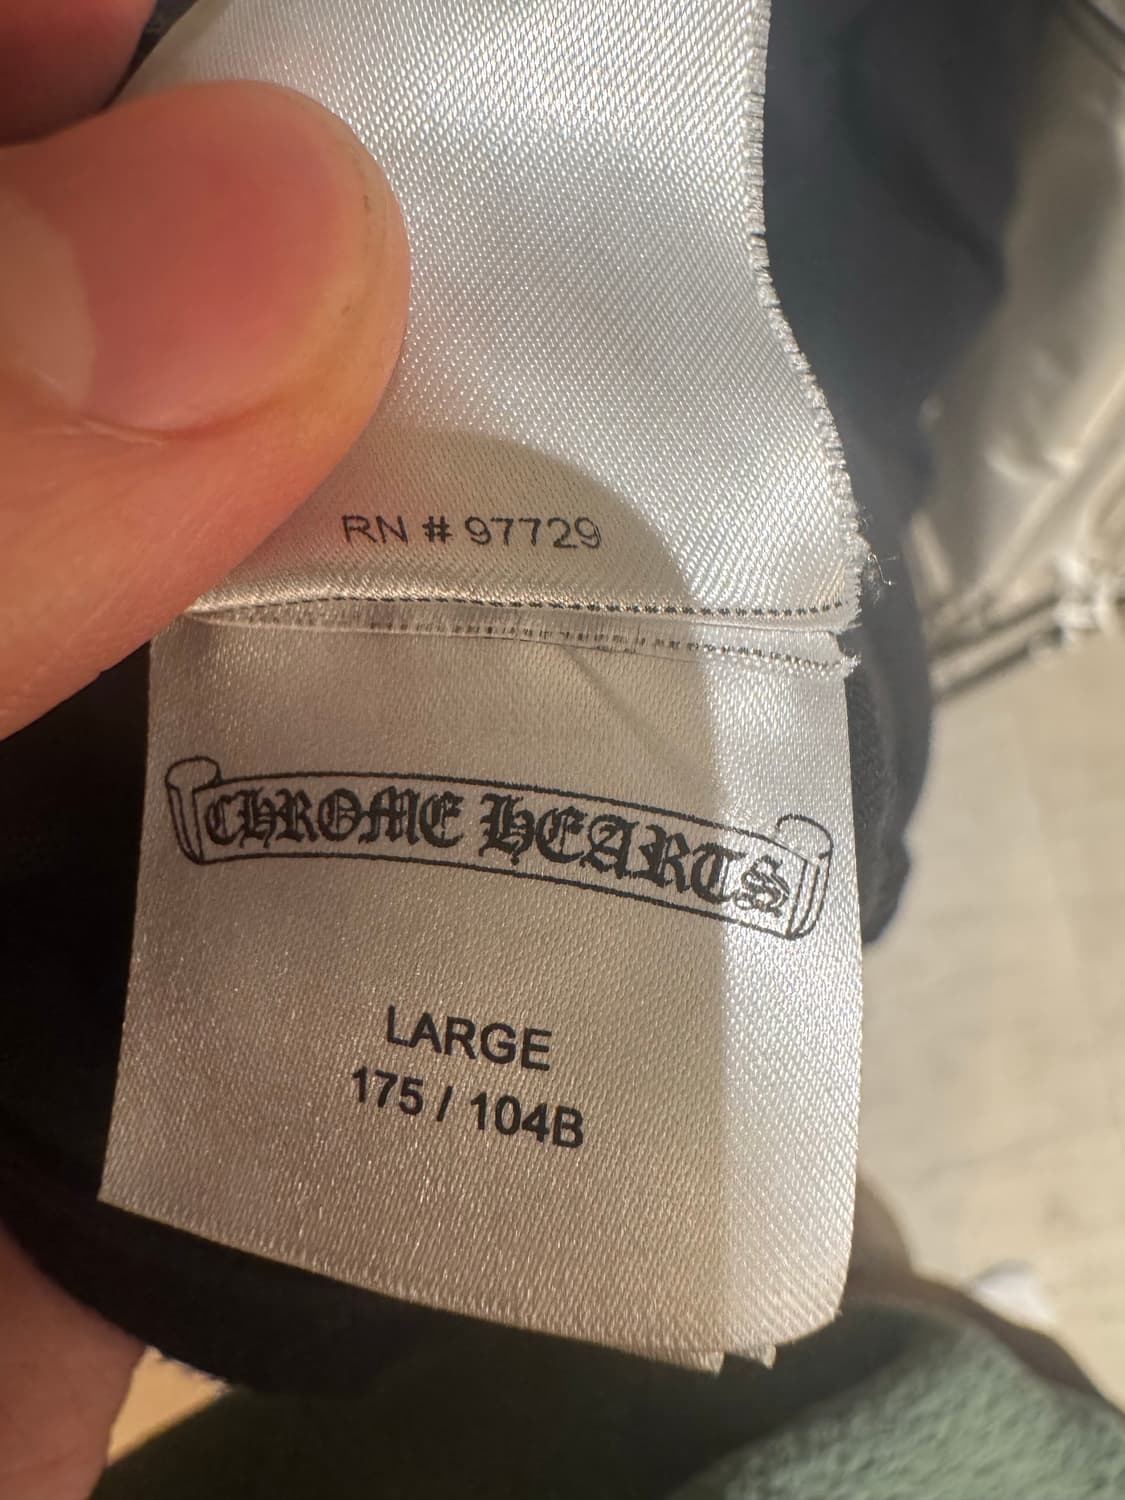 RN # 97729
CHROME HEARTS
LARGE
175 / 104B